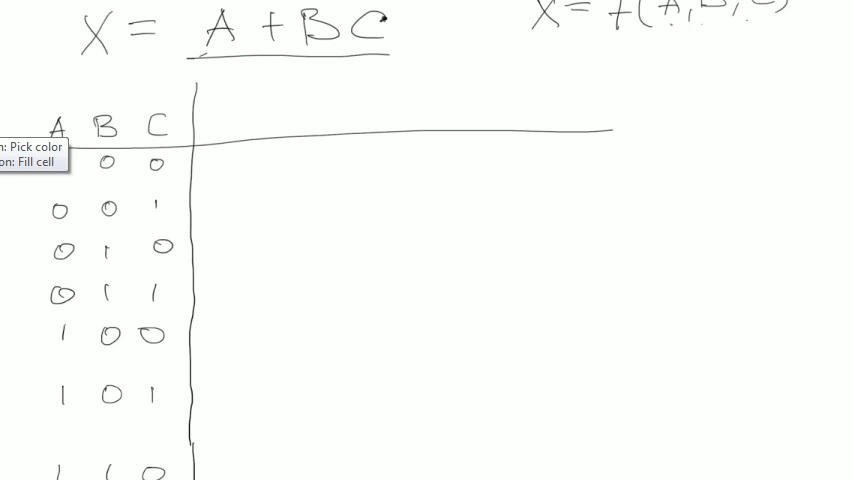 X = A + BC
X = f(A, B, C)
A B C
n: Pick color
on: Fill cell
0 0
0 0 1
0 1 0
0 1 1
1 0 0
1 0 1
1 1 0